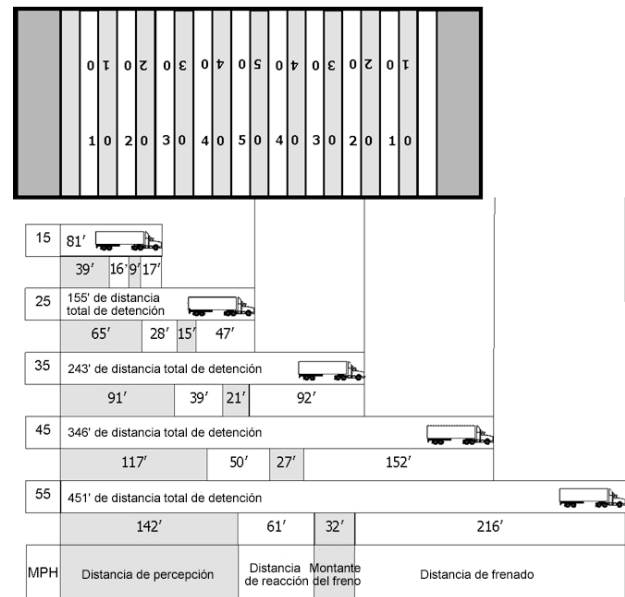 0 1 0 2 0 3 0 4 0 5 0 4 0 3 0 2 0 1 0
1 0 2 0 3 0 4 0 5 0 4 0 3 0 2 0 1 0
15 81'
39' 16' 9' 17'
25 155' de distancia
total de detención
65' 28' 15' 47'
35 243' de distancia total de detención
91' 39' 21' 92'
45 346' de distancia total de detención
117' 50' 27' 152'
55 451' de distancia total de detención
142' 61' 32' 216'
MPH Distancia de percepción Distancia
de reacción Montante
del freno Distancia de frenado